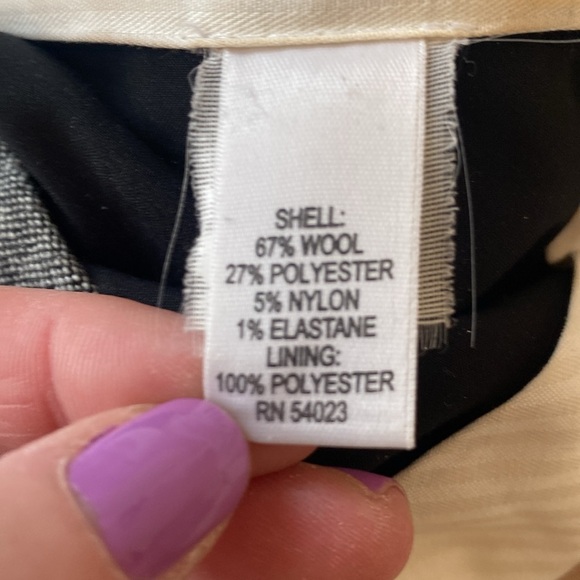 SHELL:
67% WOOL
27% POLYESTER
5% NYLON
1% ELASTANE
LINING:
100% POLYESTER
RN 54023